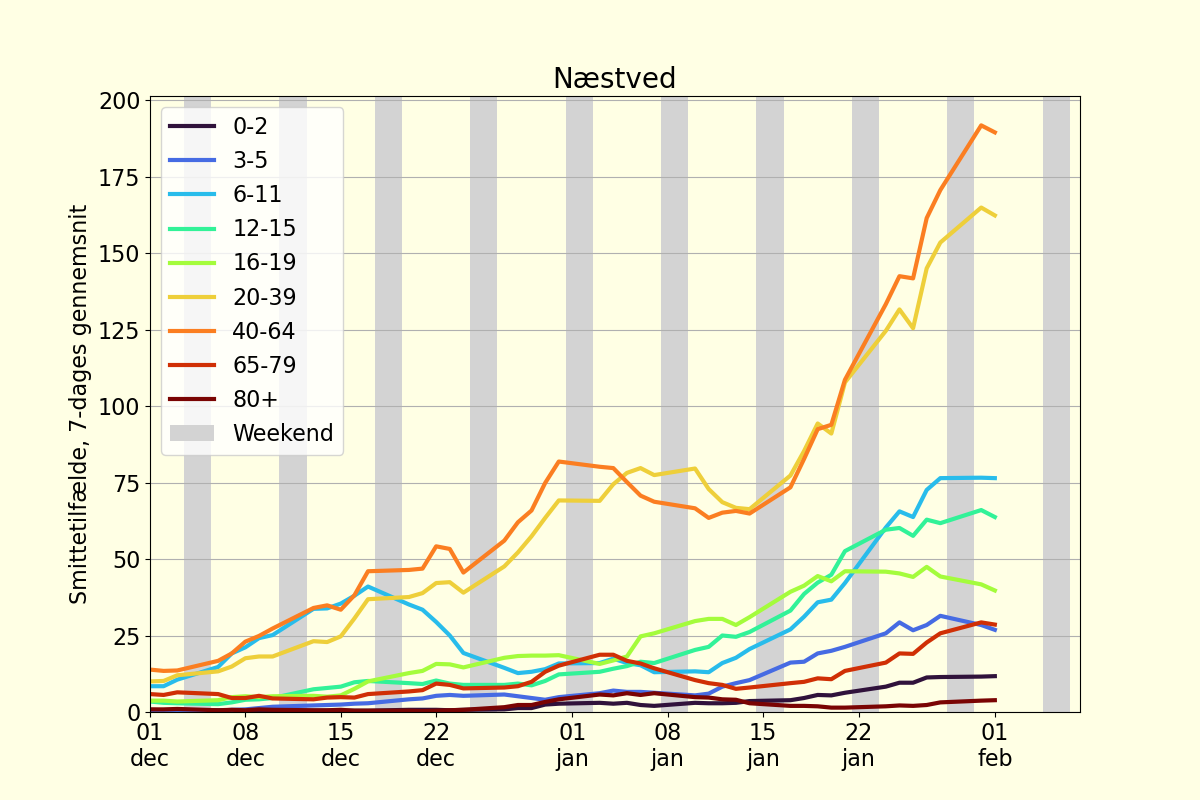 Næstved
200
175
150
125
100
75
50
25
0
Smittetilfælde, 7-dages gennemsnit
0-2
3-5
6-11
12-15
16-19
20-39
40-64
65-79
80+
Weekend
01 dec
08 dec
15 dec
22 dec
01 jan
08 jan
15 jan
22 jan
01 feb